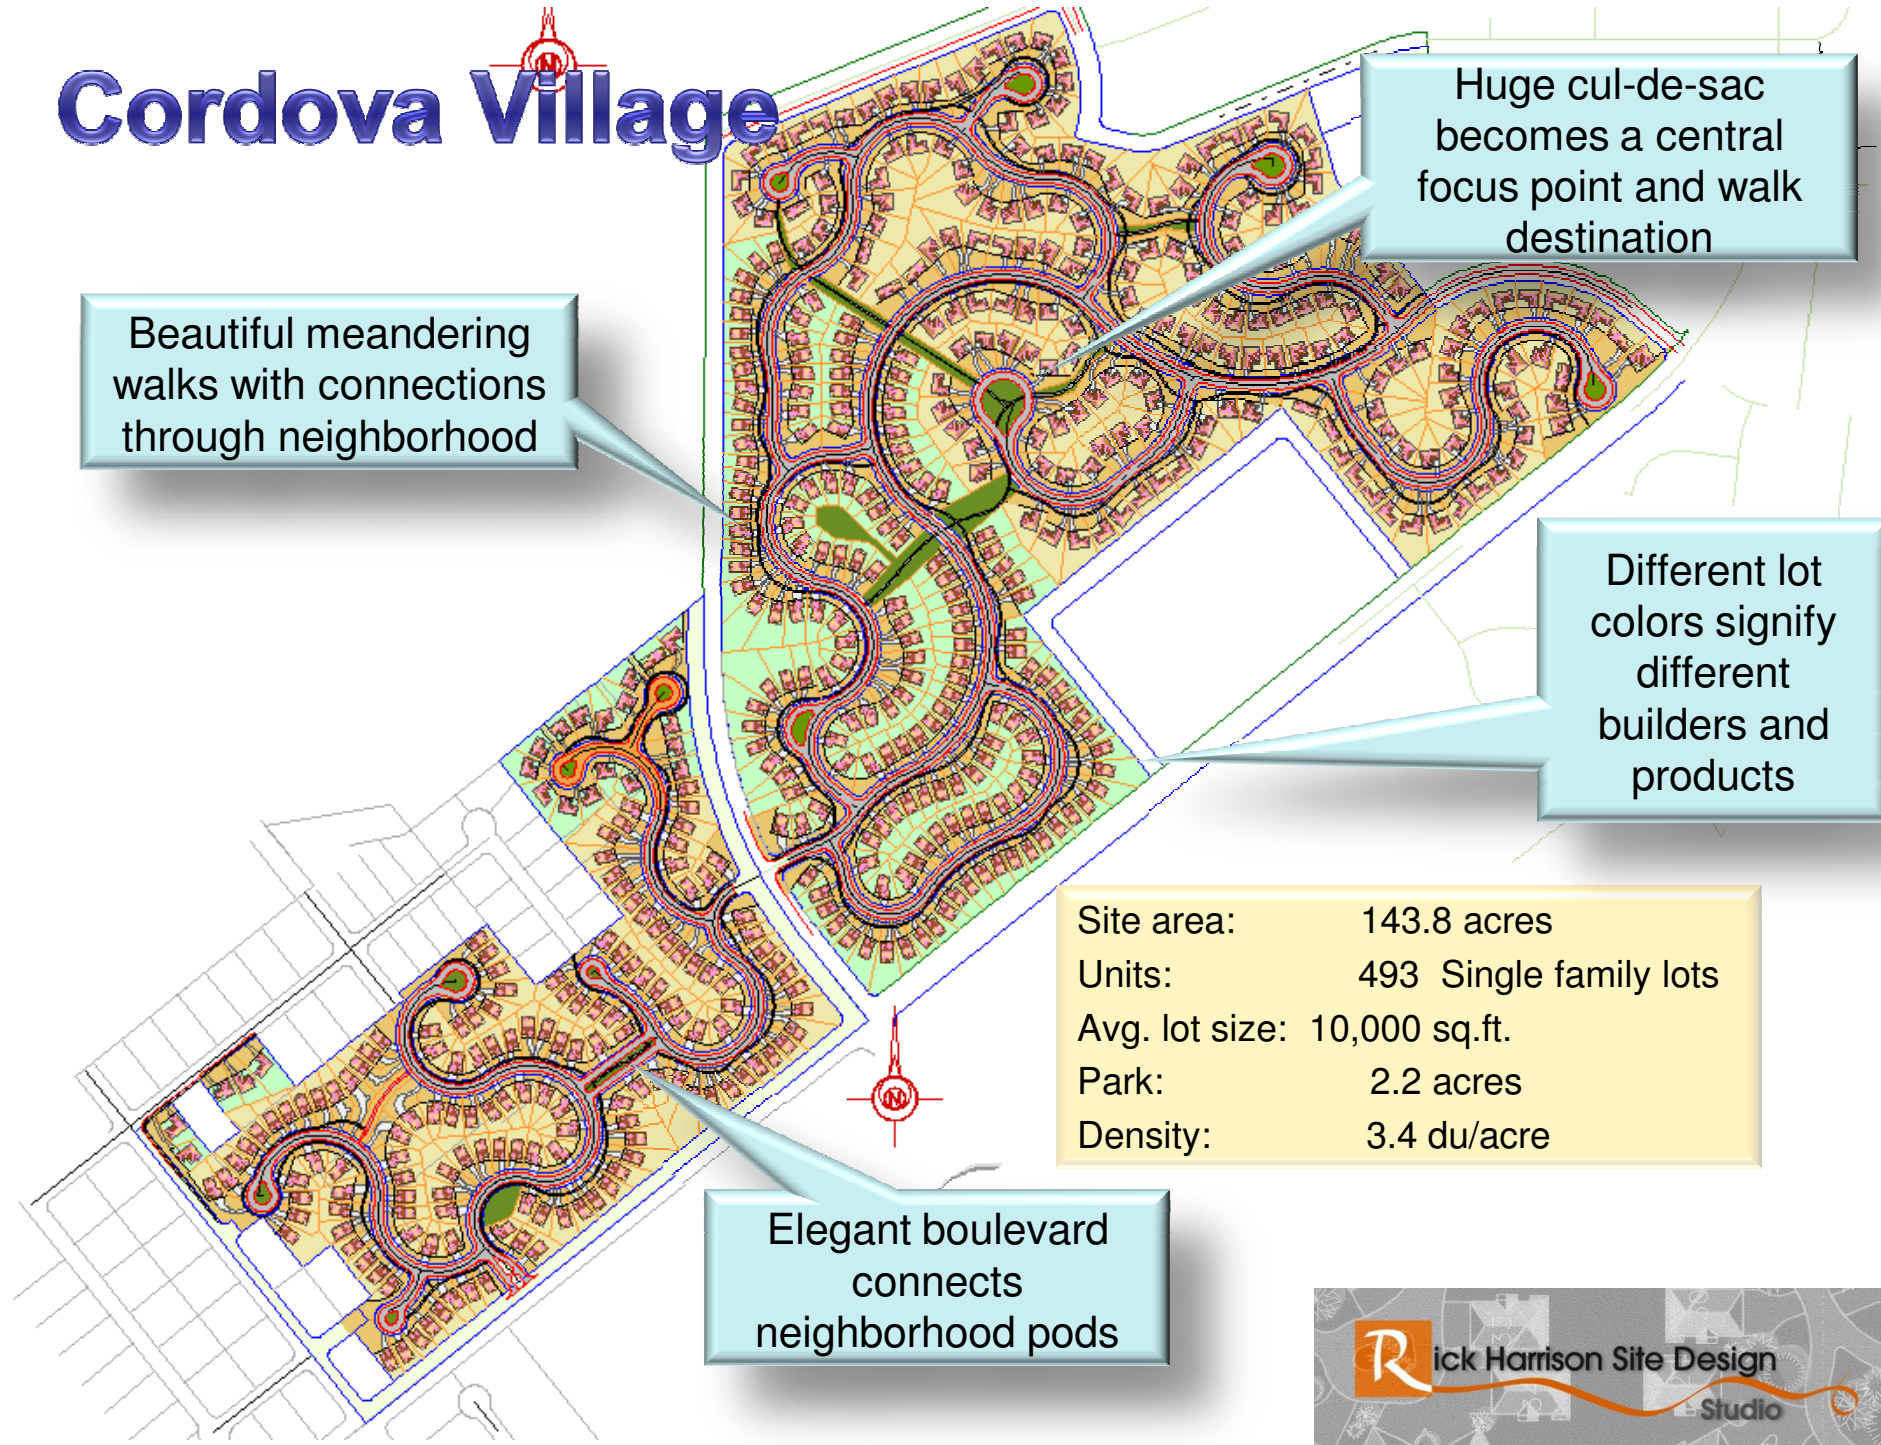 Cordova Village
N
Huge cul-de-sac
becomes a central
focus point and walk
destination
Beautiful meandering
walks with connections
through neighborhood
Different lot
colors signify
different
builders and
products
Site area: 143.8 acres
Units: 493 Single family lots
Avg. lot size: 10,000 sq.ft.
Park: 2.2 acres
Density: 3.4 du/acre
N
Elegant boulevard
connects
neighborhood pods
Rick Harrison Site Design
Studio